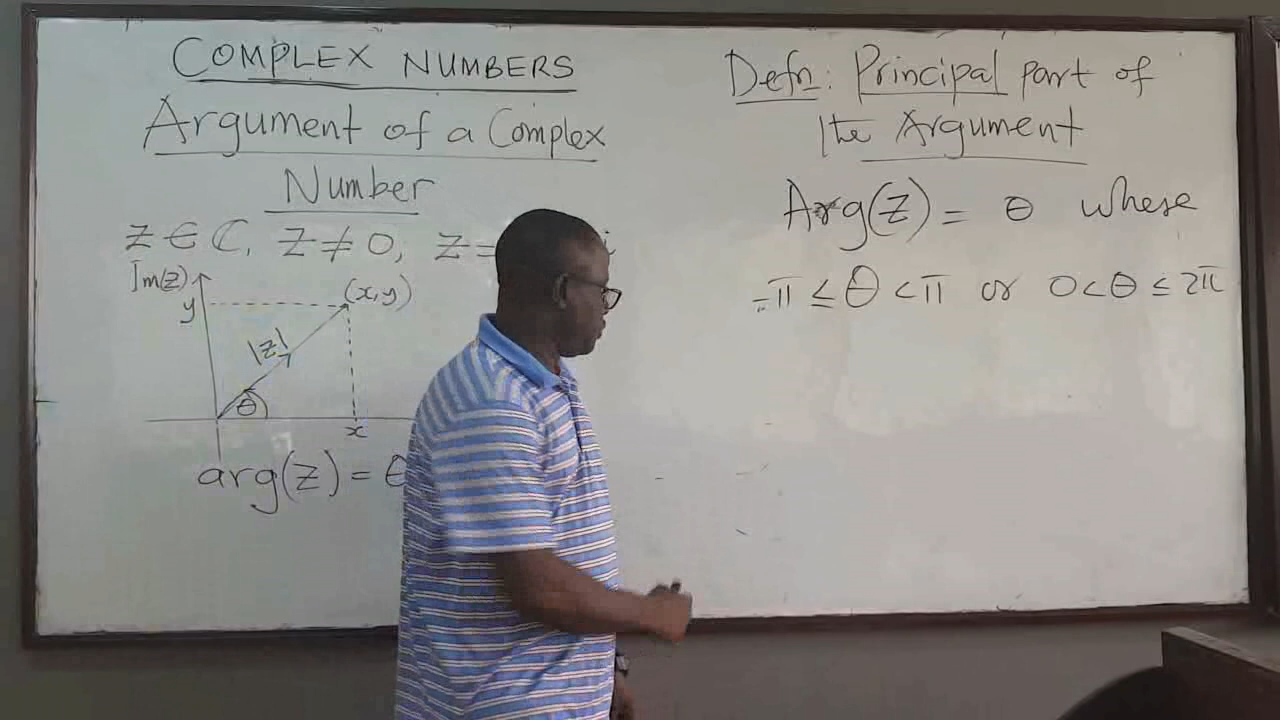 COMPLEX NUMBERS
Argument of a Complex
Number
z ∈ ℂ, z ≠ 0, z =
Im(z)
y
(x,y)
|z|
θ
x
arg(z) = θ
Defn: Principal part of
the Argument
Arg(z) = θ whose
-π ≤ θ < π or 0 < θ ≤ 2π